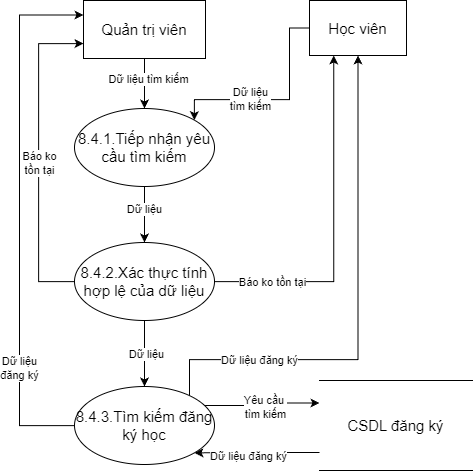 Quản trị viên
Học viên
Dữ liệu tìm kiếm
Dữ liệu
tìm kiếm
8.4.1.Tiếp nhận yêu
cầu tìm kiếm
Báo ko
tồn tại
Dữ liệu
8.4.2.Xác thực tính
hợp lệ của dữ liệu
Báo ko tồn tại
Dữ liệu
Dữ liệu
đăng ký
Dữ liệu đăng ký
8.4.3.Tìm kiếm đăng
ký học
Yêu cầu
tìm kiếm
CSDL đăng ký
Dữ liệu đăng ký